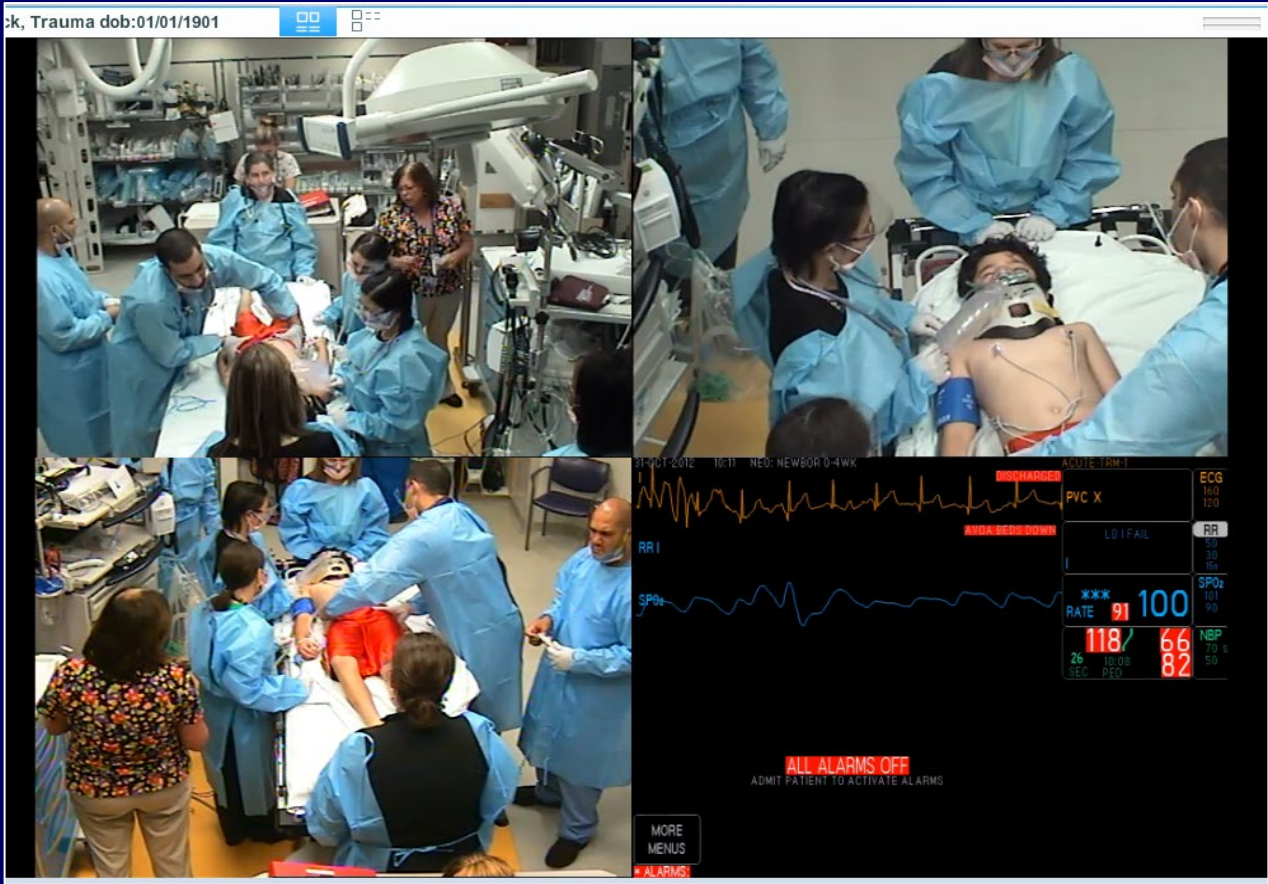 ck, Trauma dob:01/01/1901
31-OCT-2012 10:11 NEO: NEWBOR 0-4WK ACUTE-TRM-1
DISCHARGED
ECG
160
120
PVC X
AVOA BEDS DOWN
LD I FAIL
RR
50
30
RR I
I
SPO₂
***
RATE 91 100
SPO₂
101
90
118/ 66
82
26 10:08
SEC PED
NBP
70 s
50
ALL ALARMS OFF
ADMIT PATIENT TO ACTIVATE ALARMS
MORE
MENUS
* ALARMS: